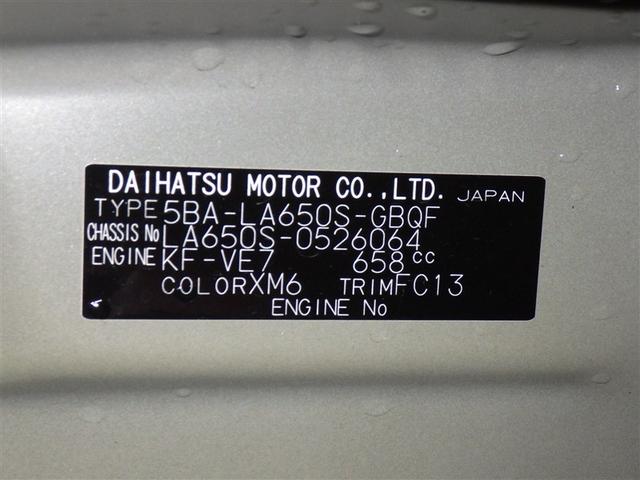 DAIHATSU MOTOR CO.,LTD. JAPAN
TYPE 5BA-LA650S-GBQF
CHASSIS No LA650S-0526064
ENGINE KF-VE7 658cc
COLOR XM6 TRIM FC13
ENGINE No